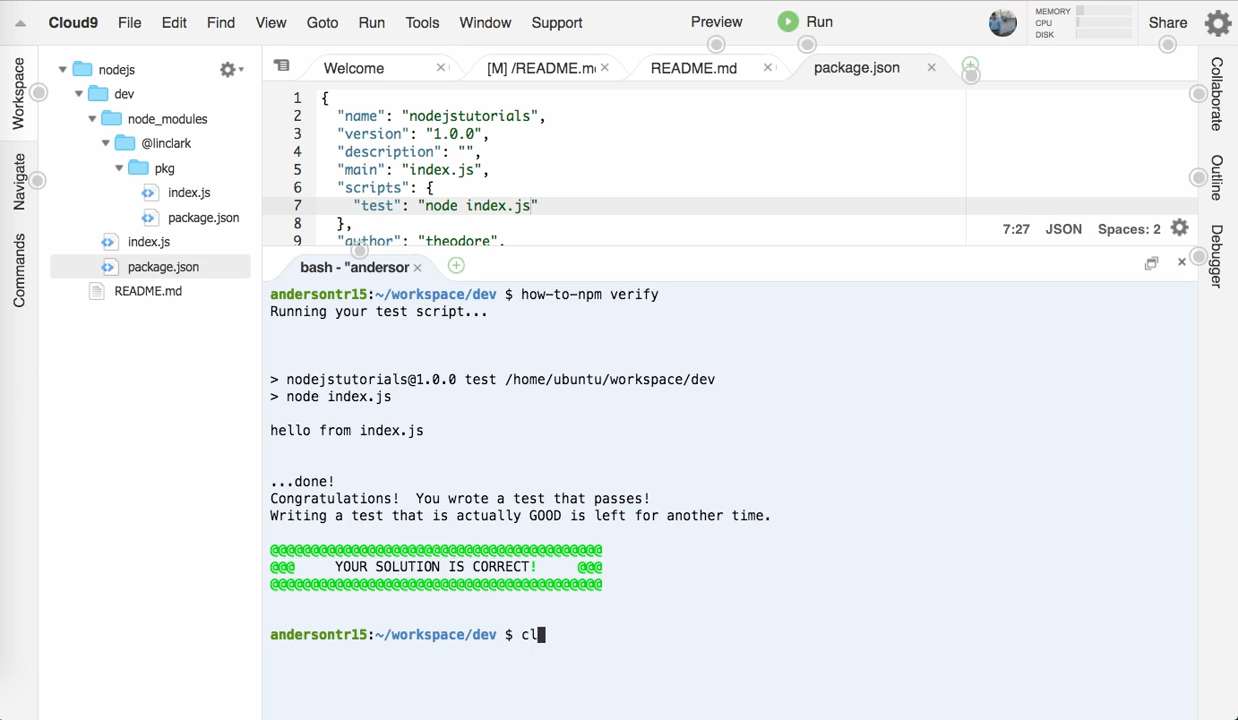 Cloud9 File Edit Find View Goto Run Tools Window Support Preview Run MEMORY CPU DISK Share
Workspace
Navigate
Commands
nodejs
dev
node_modules
@linclark
pkg
index.js
package.json
index.js
package.json
README.md
Welcome [M] /README.m README.md package.json
1 {
2 "name": "nodejstutorials",
3 "version": "1.0.0",
4 "description": "",
5 "main": "index.js",
6 "scripts": {
7 "test": "node index.js"
8 },
9 "author": "theodore",
7:27 JSON Spaces: 2
bash - "andersor
andersontr15:~/workspace/dev $ how-to-npm verify
Running your test script...
> nodejstutorials@1.0.0 test /home/ubuntu/workspace/dev
> node index.js
hello from index.js
...done!
Congratulations!  You wrote a test that passes!
Writing a test that is actually GOOD is left for another time.
@@@@@@@@@@@@@@@@@@@@@@@@@@@@@@@@@@@@@@@@@
@@@     YOUR SOLUTION IS CORRECT!     @@@
@@@@@@@@@@@@@@@@@@@@@@@@@@@@@@@@@@@@@@@@@
andersontr15:~/workspace/dev $ cl
Collaborate
Outline
Debugger